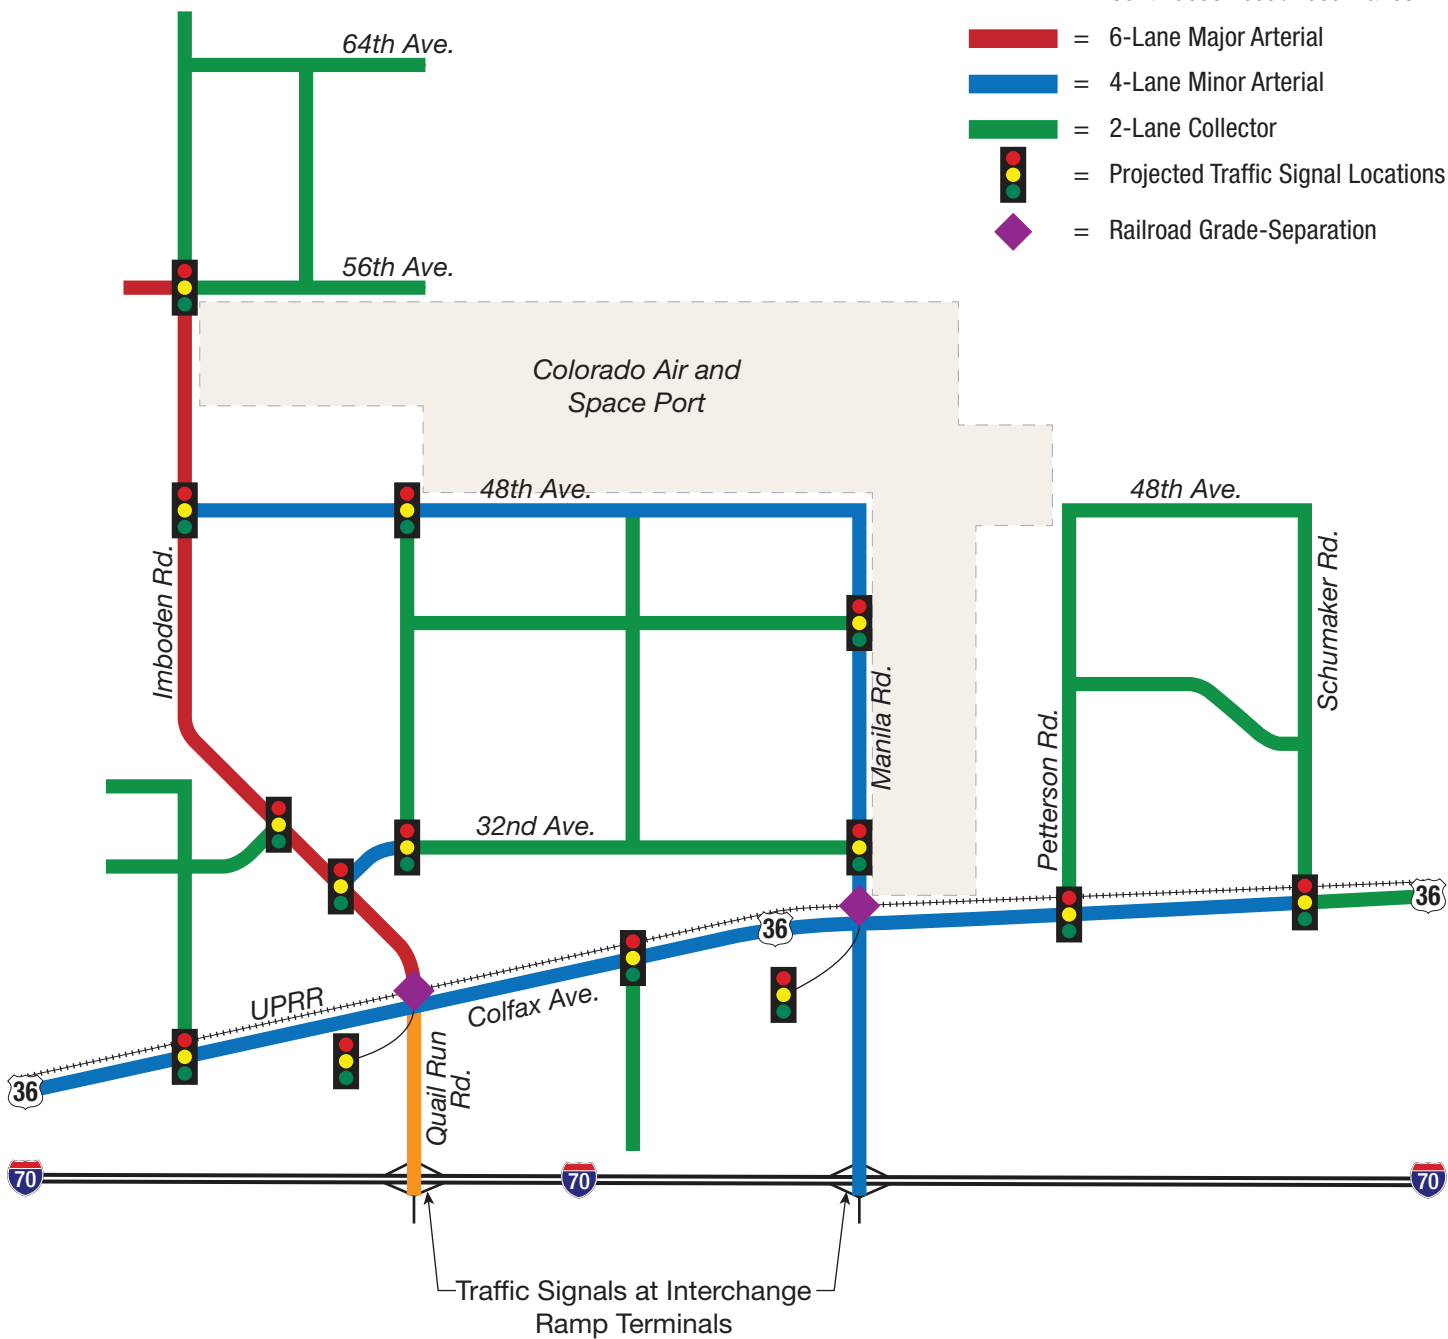 = 6-Lane Major Arterial
= 4-Lane Minor Arterial
= 2-Lane Collector
= Projected Traffic Signal Locations
= Railroad Grade-Separation
64th Ave.
56th Ave.
Colorado Air and
Space Port
48th Ave.
48th Ave.
Imboden Rd.
Manila Rd.
Petterson Rd.
Schumaker Rd.
32nd Ave.
36
36
UPRR
Colfax Ave.
36
Quail Run
Rd.
70
70
70
Traffic Signals at Interchange
Ramp Terminals